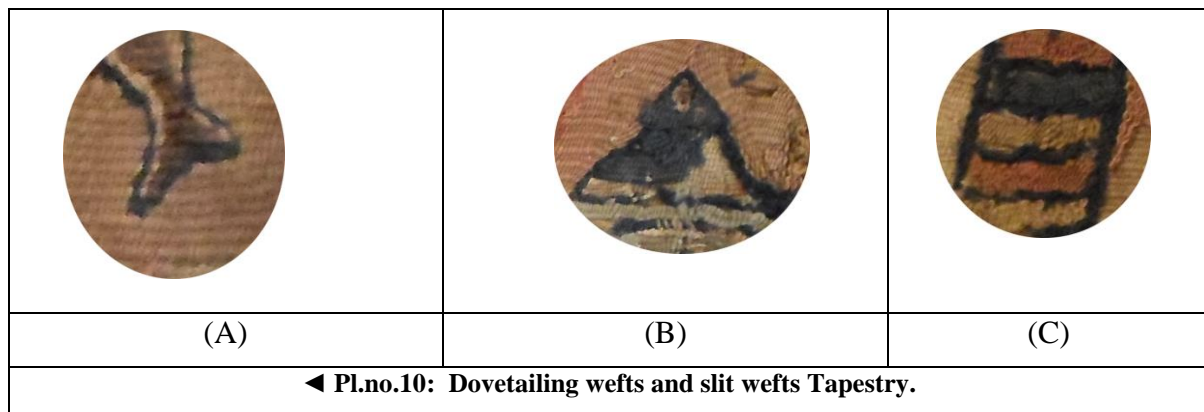 (A) (B) (C)
◄ Pl.no.10: Dovetailing wefts and slit wefts Tapestry.